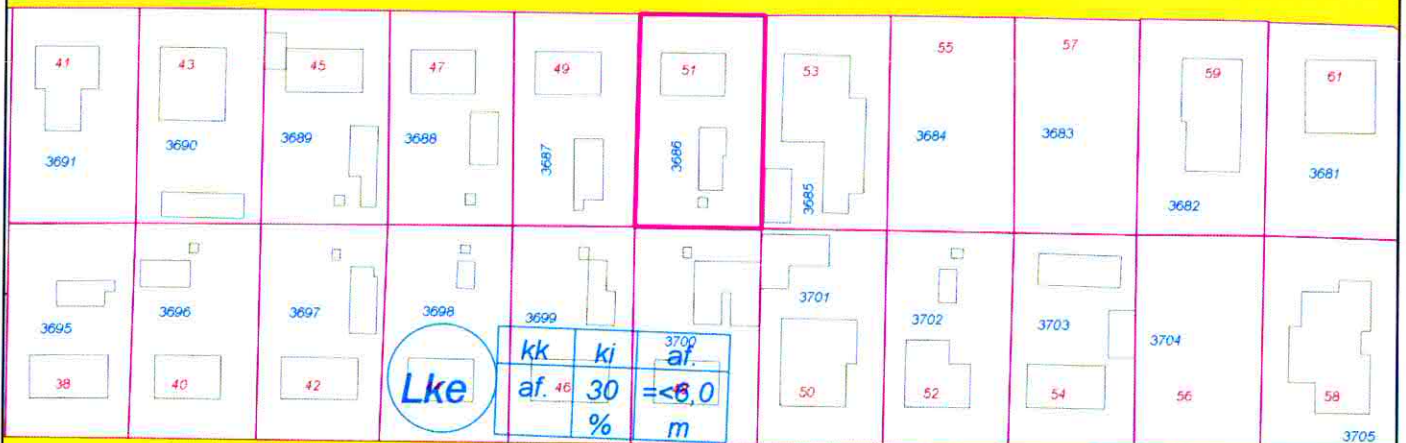 41 43 45 47 49 51 53 55 57 59 61
3691 3690 3689 3688 3687 3686 3685 3684 3683 3682 3681
3695 3696 3697 3698 3699 3700 3701 3702 3703 3704 3705
Lke
kk ki af.
af. 30 =<6,0
% m
38 40 42 46 50 52 54 56 58